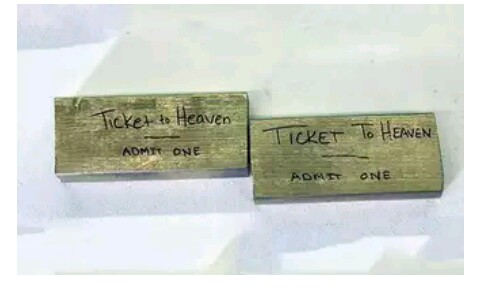 Ticket to Heaven
ADMIT ONE
TICKET TO HEAVEN
ADMIT ONE